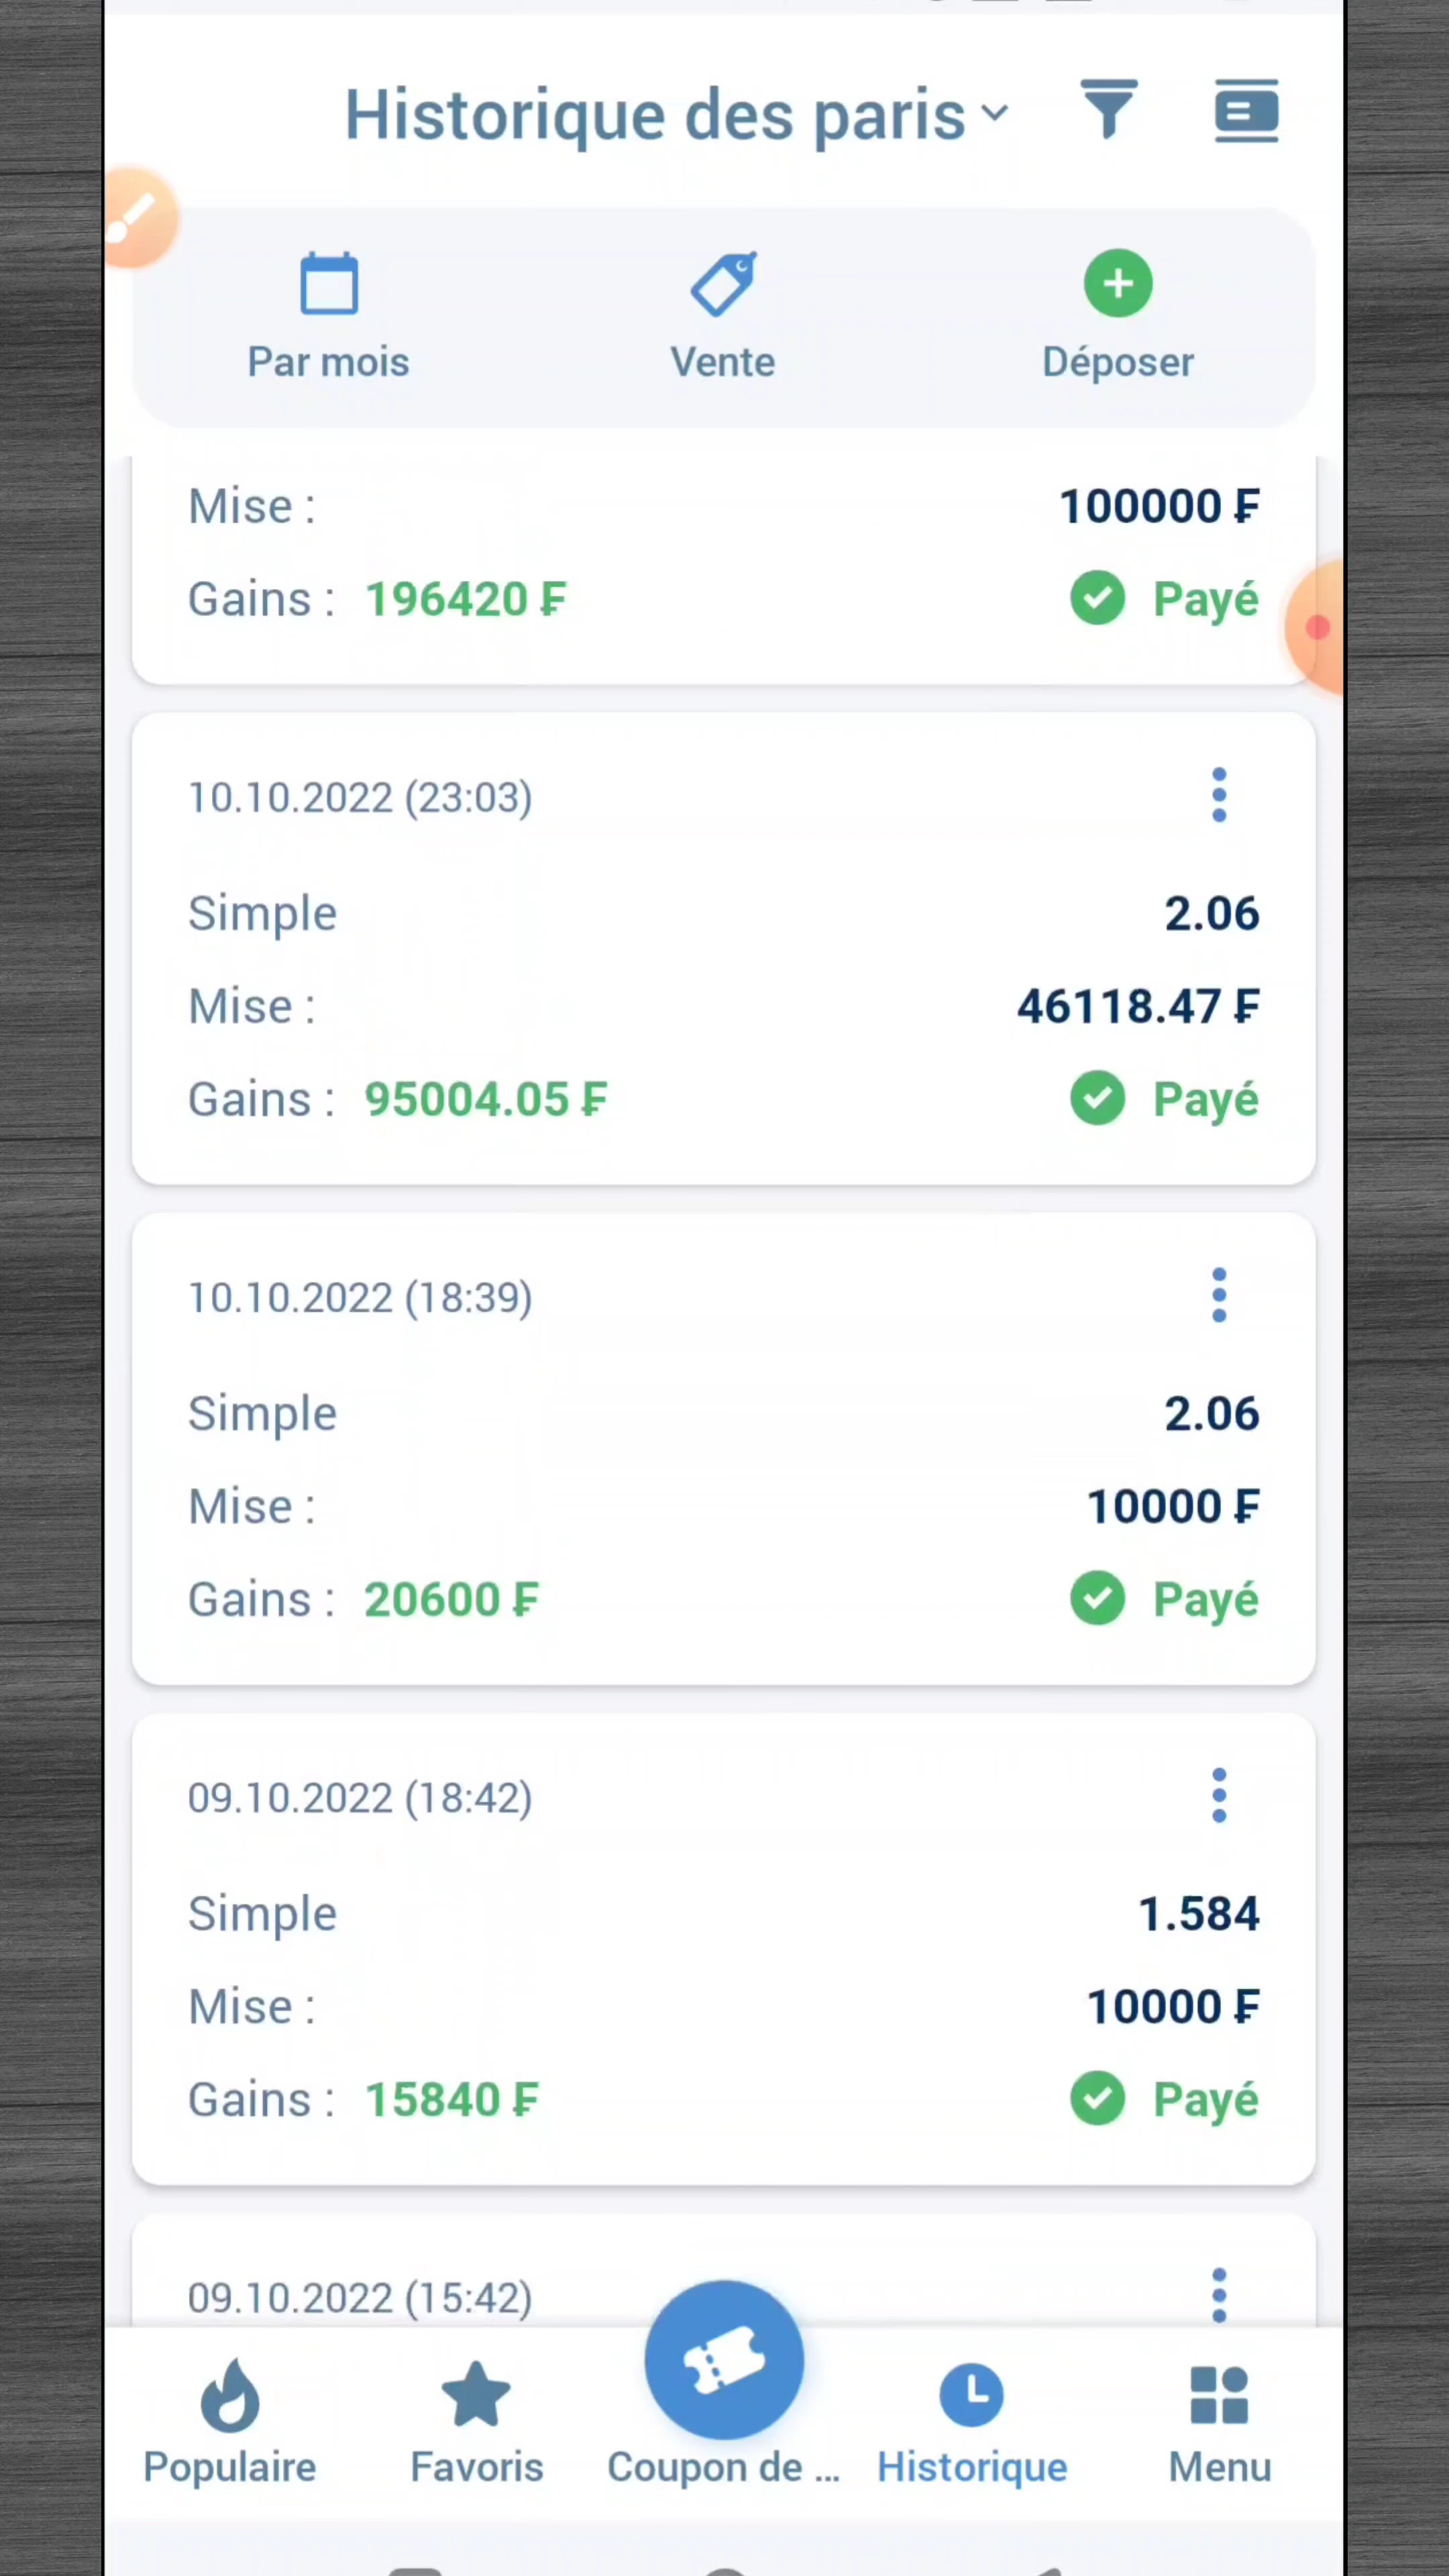 Historique des paris
Par mois
Vente
Déposer
Mise : 100000 ₣
Gains : 196420 ₣ Payé
10.10.2022 (23:03)
Simple 2.06
Mise : 46118.47 ₣
Gains : 95004.05 ₣ Payé
10.10.2022 (18:39)
Simple 2.06
Mise : 10000 ₣
Gains : 20600 ₣ Payé
09.10.2022 (18:42)
Simple 1.584
Mise : 10000 ₣
Gains : 15840 ₣ Payé
09.10.2022 (15:42)
Populaire
Favoris
Coupon de ...
Historique
Menu